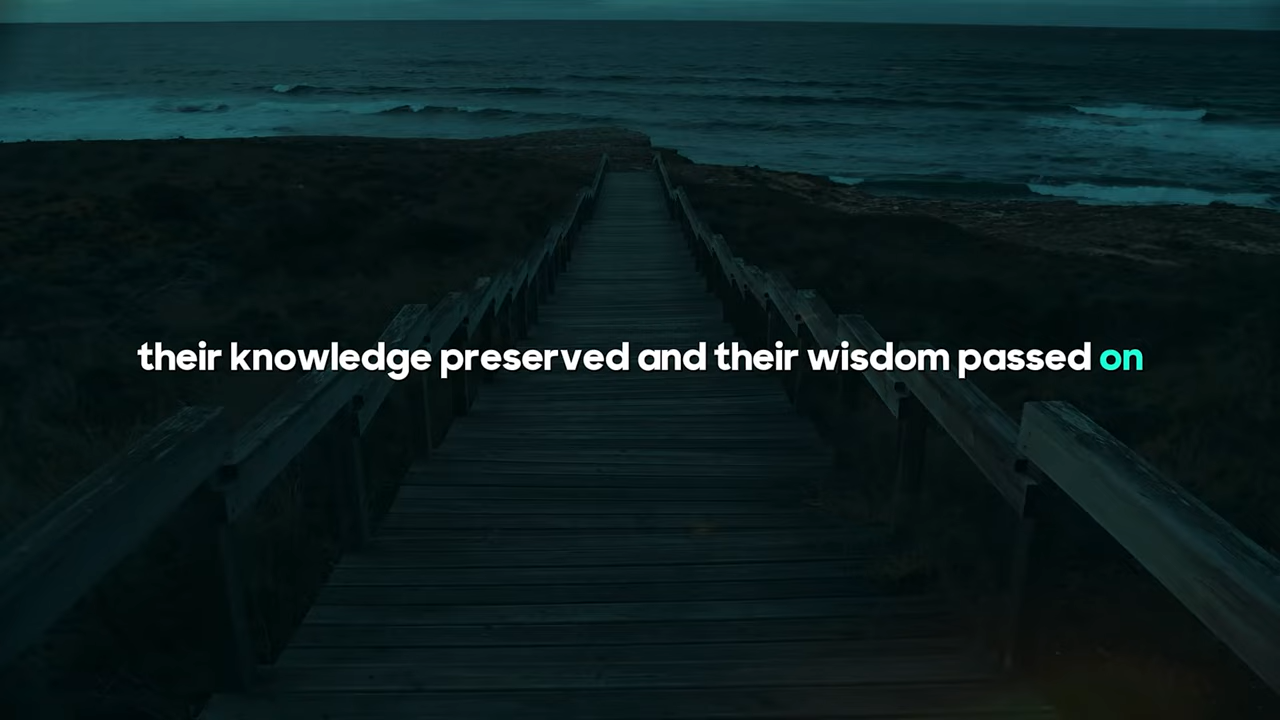 their knowledge preserved and their wisdom passed on